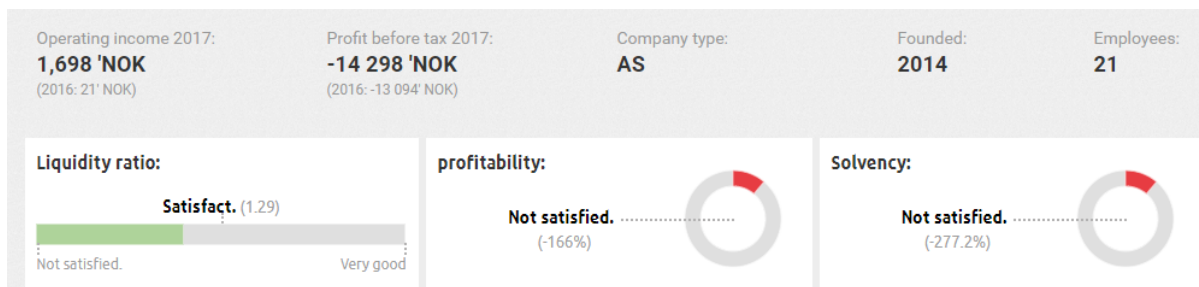 Operating income 2017:
1,698 'NOK
(2016: 21' NOK)
Profit before tax 2017:
-14 298 'NOK
(2016: -13 094' NOK)
Company type:
AS
Founded:
2014
Employees:
21
Liquidity ratio:
Satisfact. (1.29)
Not satisfied.
Very good
profitability:
Not satisfied.
(-166%)
Solvency:
Not satisfied.
(-277.2%)